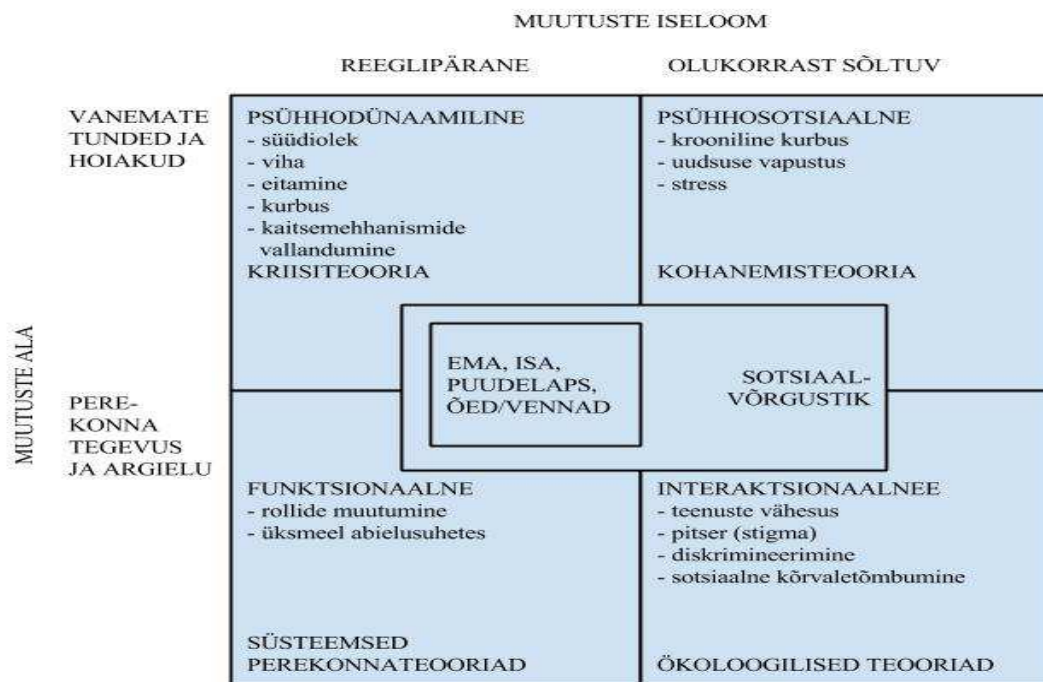 MUUTUSTE ISELOOM
REEGLIPÄRANE
OLUKORRAST SÕLTUV
MUUTUSTE ALA
VANEMATE
TUNDED JA
HOIAKUD
PSÜHHODÜNAAMILINE
- süüdiolek
- viha
- eitamine
- kurbus
- kaitsemehhanismide
vallandumine
KRIISITEOORIA
PSÜHHOSOTSIAALNE
- krooniline kurbus
- uudsuse vapustus
- stress
KOHANEMISTEOORIA
EMA, ISA,
PUUDELAPS,
ÕED/VENNAD
SOTSIAAL-
VÕRGUSTIK
PERE-
KONNA
TEGEVUS
JA ARGIELU
FUNKTSIONAALNE
- rollide muutumine
- üksmeel abielusuhetes
SÜSTEEMSED
PEREKONNATEOORIAD
INTERAKTSIONAALNEE
- teenuste vähesus
- pitser (stigma)
- diskrimineerimine
- sotsiaalne kõrvaletõmbumine
ÖKOLOOGILISED TEOORIAD